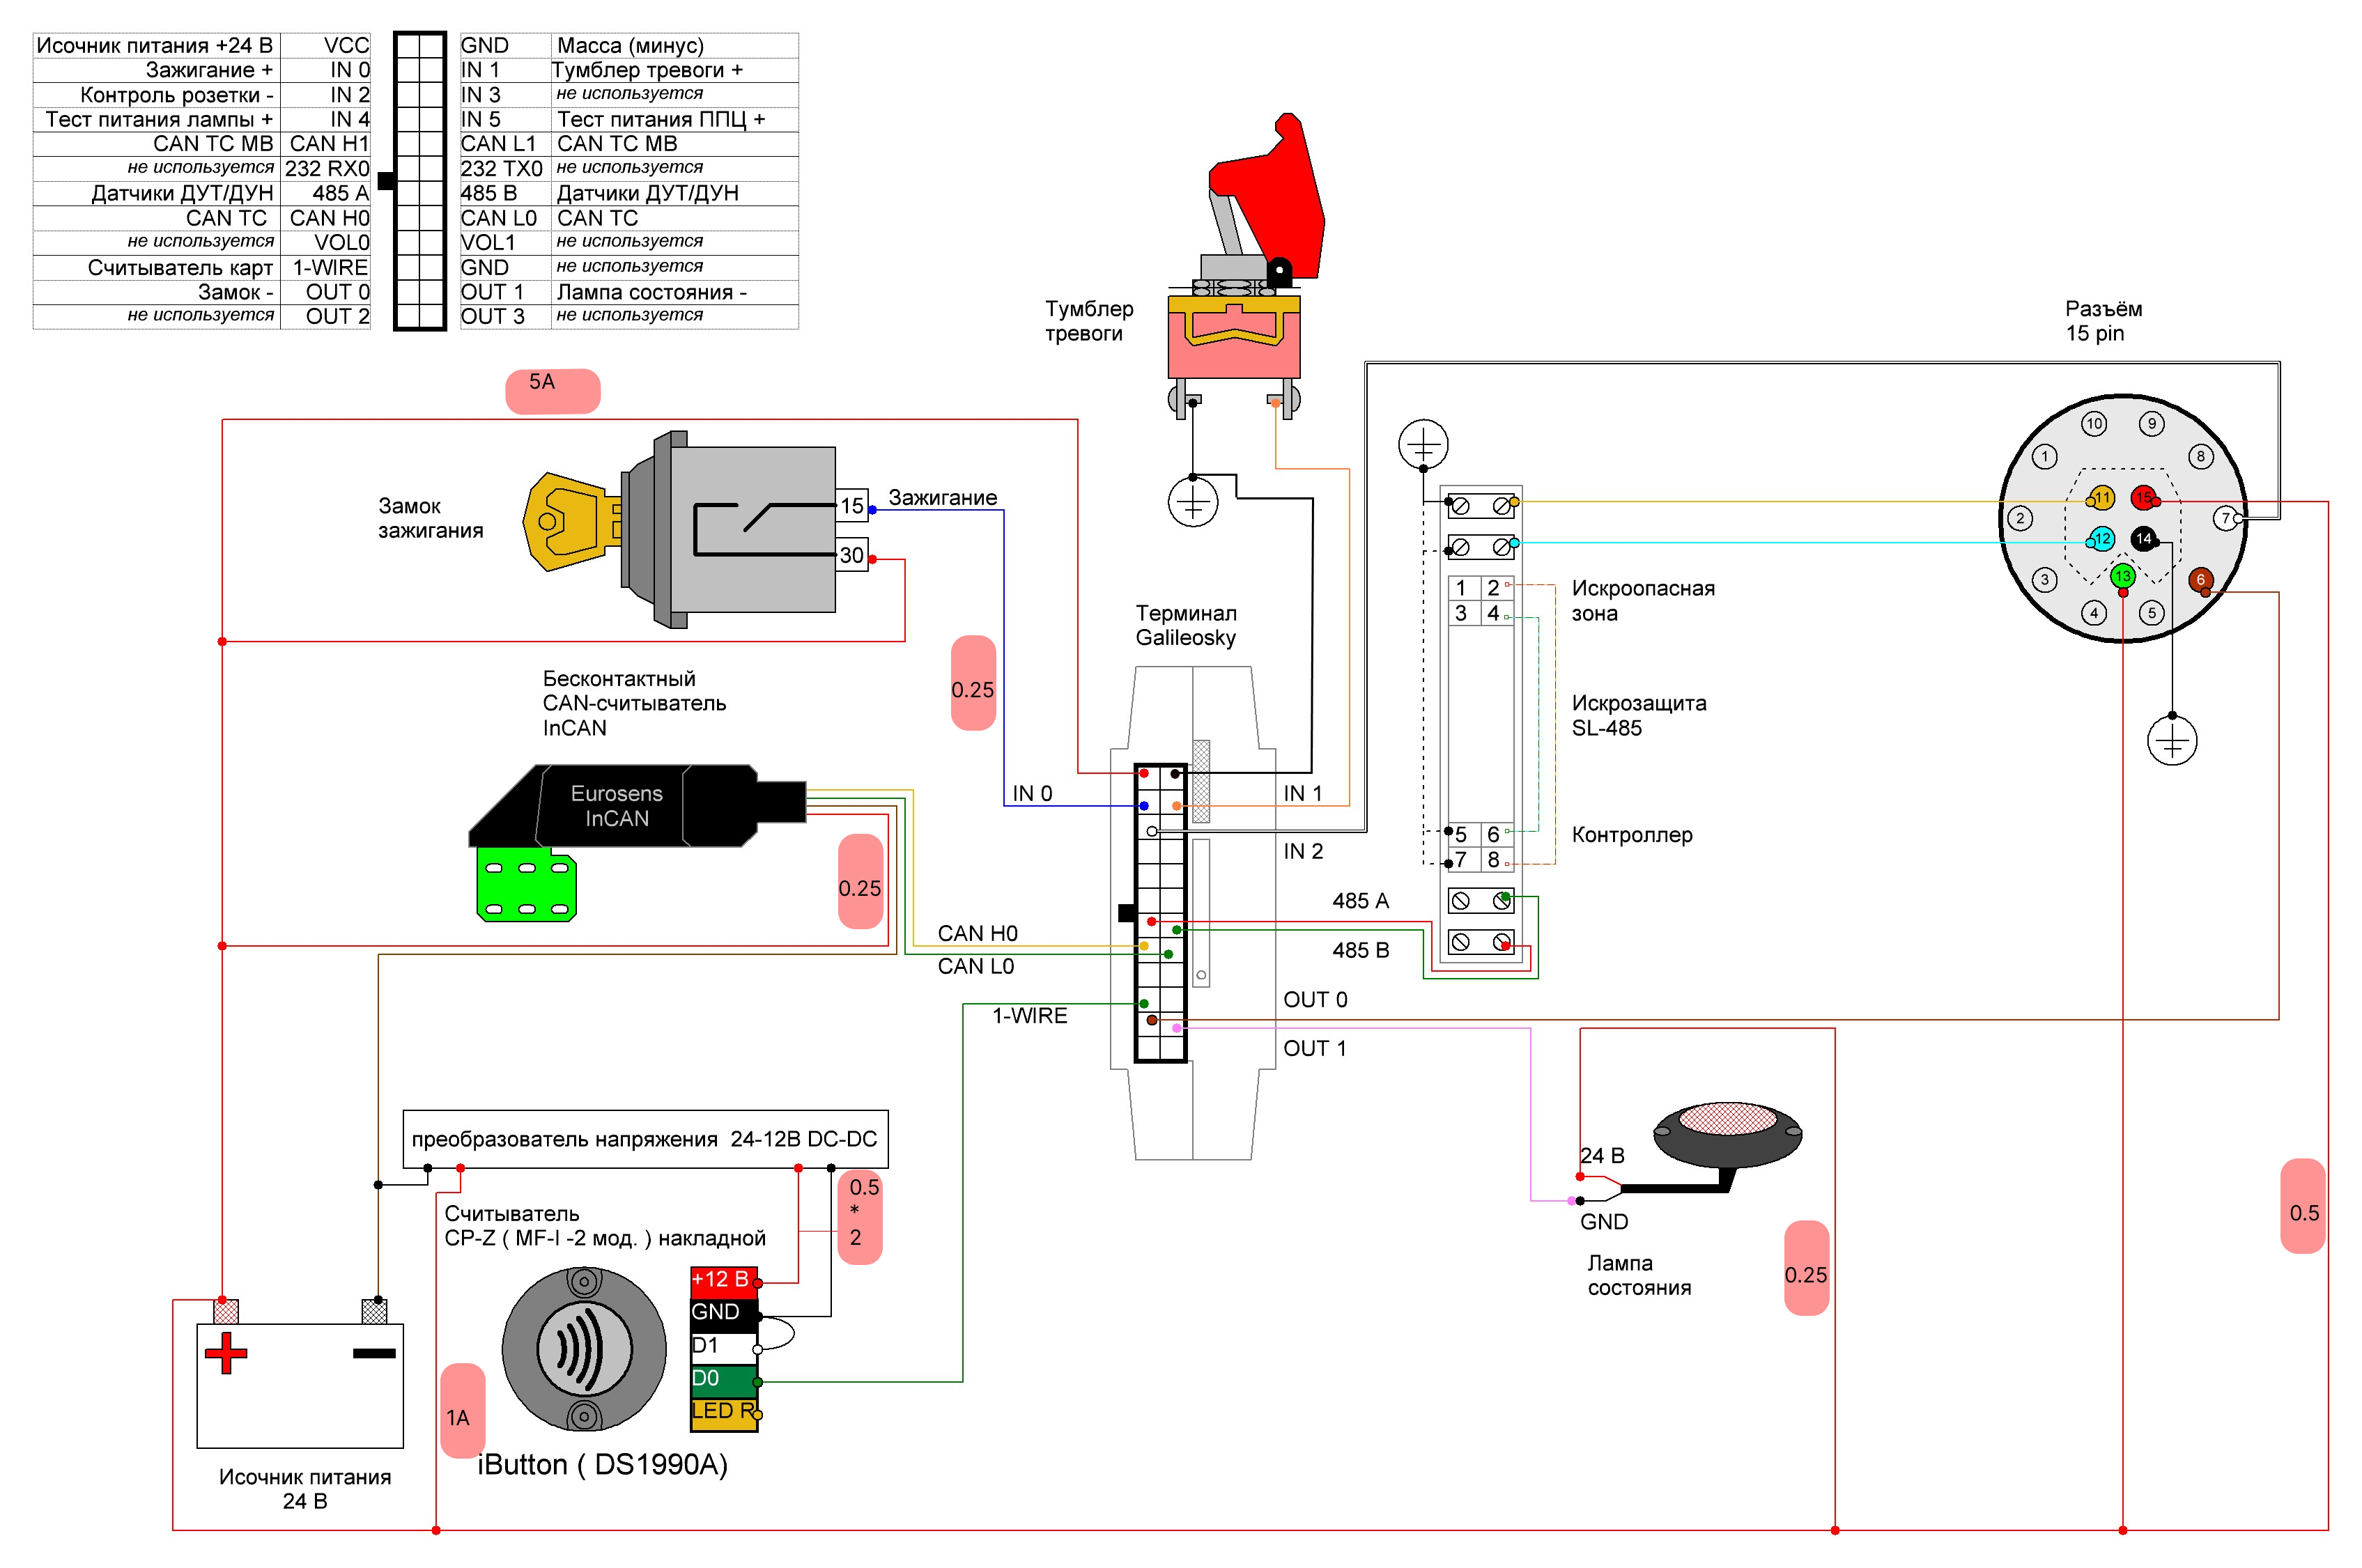 Исочник питания +24 В VCC GND Масса (минус)
Зажигание + IN 0 IN 1 Тумблер тревоги +
Контроль розетки - IN 2 IN 3 не используется
Тест питания лампы + IN 4 IN 5 Тест питания ППЦ +
CAN ТС МВ CAN H1 CAN L1 CAN ТС МВ
не используется 232 RX0 232 TX0 не используется
Датчики ДУТ/ДУН 485 A 485 B Датчики ДУТ/ДУН
CAN ТС CAN H0 CAN L0 CAN ТС
не используется VOL0 VOL1 не используется
Считыватель карт 1-WIRE GND не используется
Замок - OUT 0 OUT 1 Лампа состояния -
не используется OUT 2 OUT 3 не используется
Тумблер
тревоги
Разъём
15 pin
5А
10 9
1 8
11 15
2 7
12 14
13
3 6
4 5
Замок
зажигания
15
30
Зажигание
1 2
3 4
Искроопасная
зона
Искрозащита
SL-485
5 6
7 8
Контроллер
Терминал
Galileosky
0.25
Бесконтактный
CAN-считыватель
InCAN
Eurosens
InCAN
0.25
IN 0
IN 1
IN 2
485 A
485 B
CAN H0
CAN L0
1-WIRE
OUT 0
OUT 1
преобразователь напряжения 24-12В DC-DC
0.5
*
2
Считыватель
CP-Z ( MF-I -2 мод. ) накладной
+12 В
GND
D1
D0
LED R
iButton ( DS1990A)
1А
Исочник питания
24 В
24 В
GND
Лампа
состояния
0.25
0.5